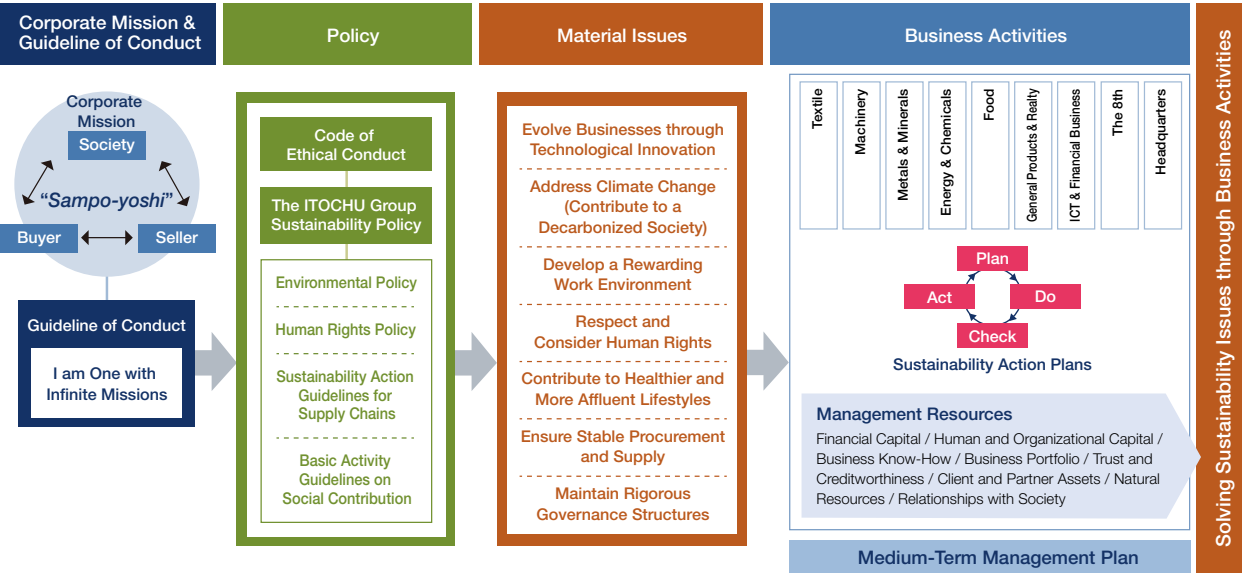 Corporate Mission &
Guideline of Conduct
Policy
Material Issues
Business Activities
Corporate
Mission
Society
“Sampo-yoshi”
Buyer
Seller
Guideline of Conduct
I am One with
Infinite Missions
Code of
Ethical Conduct
The ITOCHU Group
Sustainability Policy
Environmental Policy
Human Rights Policy
Sustainability Action
Guidelines for
Supply Chains
Basic Activity
Guidelines on
Social Contribution
Evolve Businesses through
Technological Innovation
Address Climate Change
(Contribute to a
Decarbonized Society)
Develop a Rewarding
Work Environment
Respect and
Consider Human Rights
Contribute to Healthier and
More Affluent Lifestyles
Ensure Stable Procurement
and Supply
Maintain Rigorous
Governance Structures
Textile
Machinery
Metals & Minerals
Energy & Chemicals
Food
General Products & Realty
ICT & Financial Business
The 8th
Headquarters
Plan
Act
Do
Check
Sustainability Action Plans
Management Resources
Financial Capital / Human and Organizational Capital /
Business Know-How / Business Portfolio / Trust and
Creditworthiness / Client and Partner Assets / Natural
Resources / Relationships with Society
Medium-Term Management Plan
Solving Sustainability Issues through Business Activities